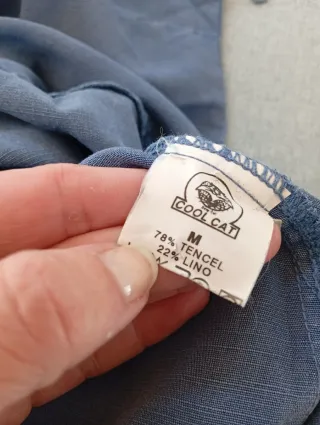 COOL CAT
M
78% TENCEL
22% LINO